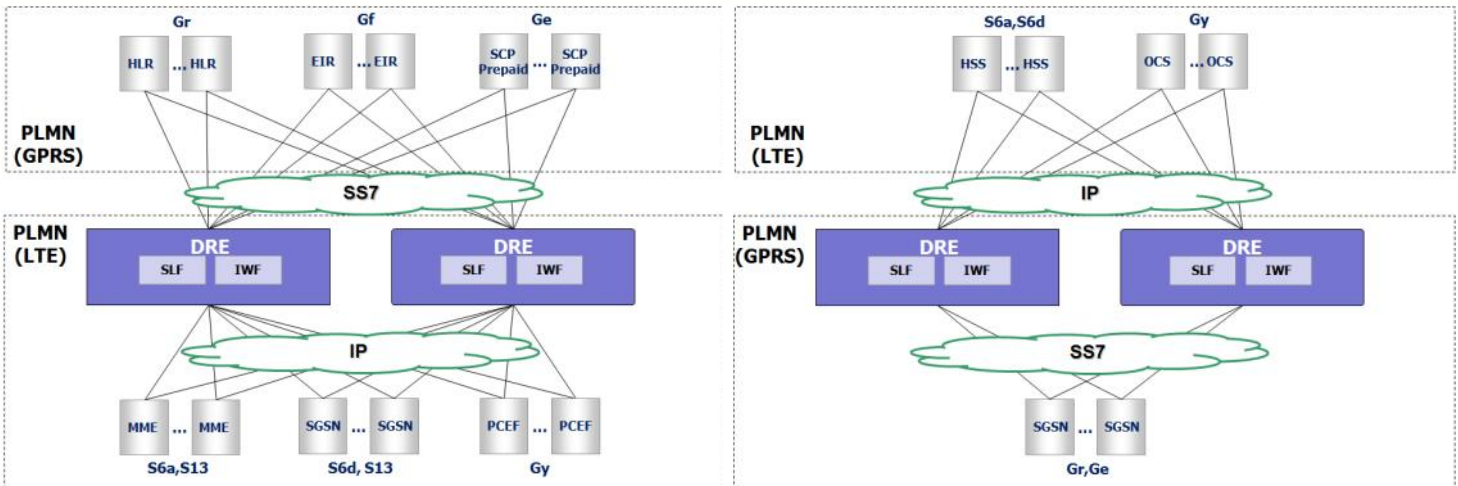 Gr
Gf
Ge
HLR
...
HLR
EIR
...
EIR
SCP
Prepaid
...
SCP
Prepaid
PLMN
(GPRS)
SS7
PLMN
(LTE)
DRE
SLF
IWF
DRE
SLF
IWF
IP
MME
...
MME
SGSN
...
SGSN
PCEF
...
PCEF
S6a,S13
S6d, S13
Gy
S6a,S6d
Gy
HSS
...
HSS
OCS
...
OCS
PLMN
(LTE)
IP
PLMN
(GPRS)
DRE
SLF
IWF
DRE
SLF
IWF
SS7
SGSN
...
SGSN
Gr,Ge